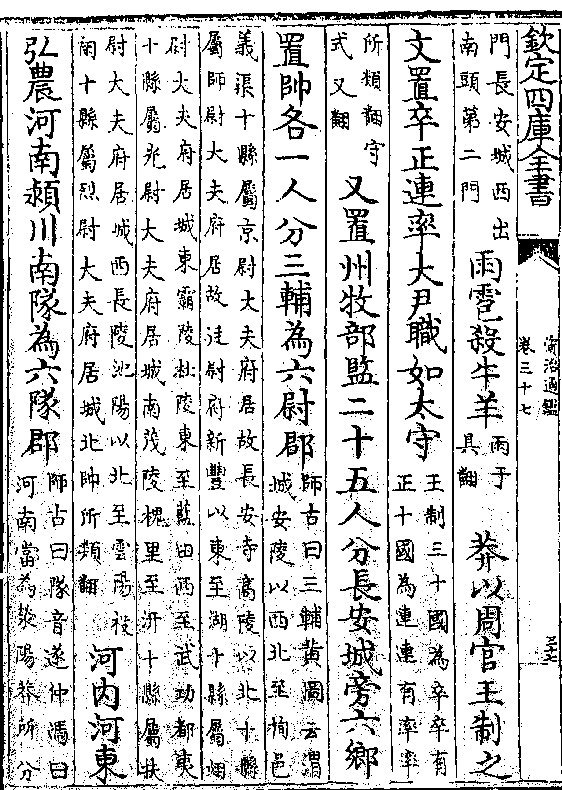 欽定四庫全書
資治通鑑
卷三十七
門長安城西出
南頭第二門
雨雹殺牛羊
雨于
具翻
莽以周官王制之
文置卒正連率大尹職如太守
王制三十國為卒卒有
正十國為連連有率率
所類翻守
式又翻
又置州牧部監二十五人分長安城旁六鄉
置帥各一人分三輔為六尉郡
師古曰三輔黃圖云渭
城安陵以西北至栒邑
義渠十縣屬京尉大夫府居故長安寺高陵以北十縣
屬師尉大夫府居故廷尉府新豐以東至湖十縣屬翊
尉大夫府居城東霸陵杜陵東至藍田西至武功都夷
十縣屬光尉大夫府居城南茂陵槐里至汧十縣屬扶
尉大夫府居城西長陵池陽以北至雲陽祋
祤十縣屬烈尉大夫府居城北帥所類翻
河内河東
弘農河南潁川南隊為六隊郡
師古曰隊音遂仲馮曰
河南當為滎陽葢所分